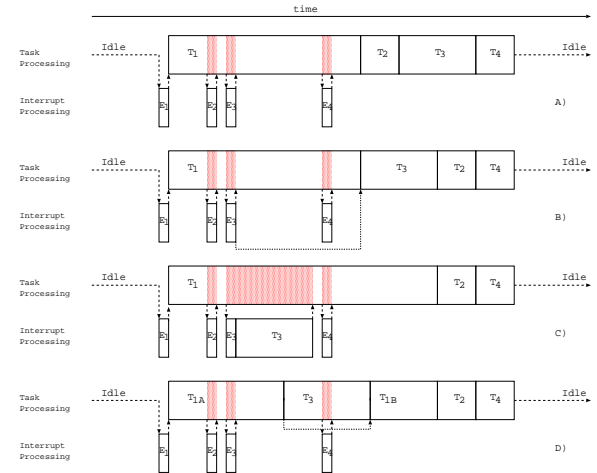 time
Idle T1 T2 T3 T4 Idle
Task
Processing
Interrupt
Processing
E1 E2 E3 E4 A)
Idle T1 T3 T2 T4 Idle
Task
Processing
Interrupt
Processing
E1 E2 E3 E4 B)
Idle T1 T2 T4 Idle
Task
Processing
Interrupt
Processing
E1 E2 E3 T3 E4 C)
Idle T1A T3 T1B T2 T4 Idle
Task
Processing
Interrupt
Processing
E1 E2 E3 E4 D)